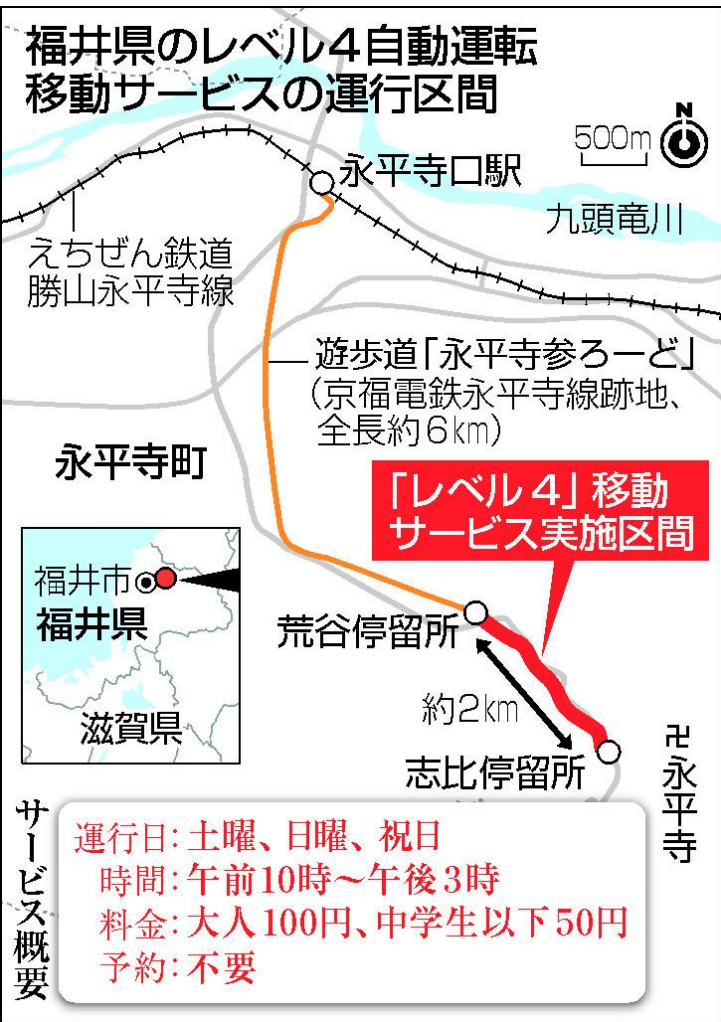 福井県のレベル4自動運転
移動サービスの運行区間
N
500m
永平寺口駅
九頭竜川
えちぜん鉄道
勝山永平寺線
遊歩道「永平寺参ろーど」
(京福電鉄永平寺線跡地、
全長約6km)
永平寺町
「レベル4」移動
サービス実施区間
福井市
福井県
滋賀県
荒谷停留所
約2km
志比停留所
卍永平寺
サービス概要
運行日:土曜、日曜、祝日
時間:午前10時〜午後3時
料金:大人100円、中学生以下50円
予約:不要